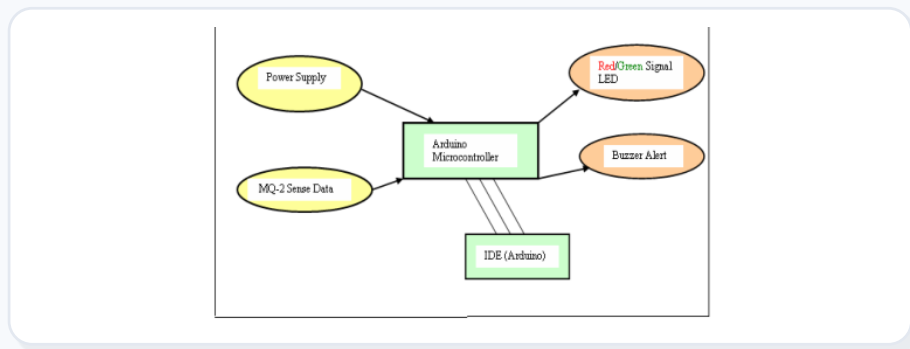 Power Supply
Red/Green Signal
LED
Arduino
Microcontroller
Buzzer Alert
MQ-2 Sense Data
IDE (Arduino)